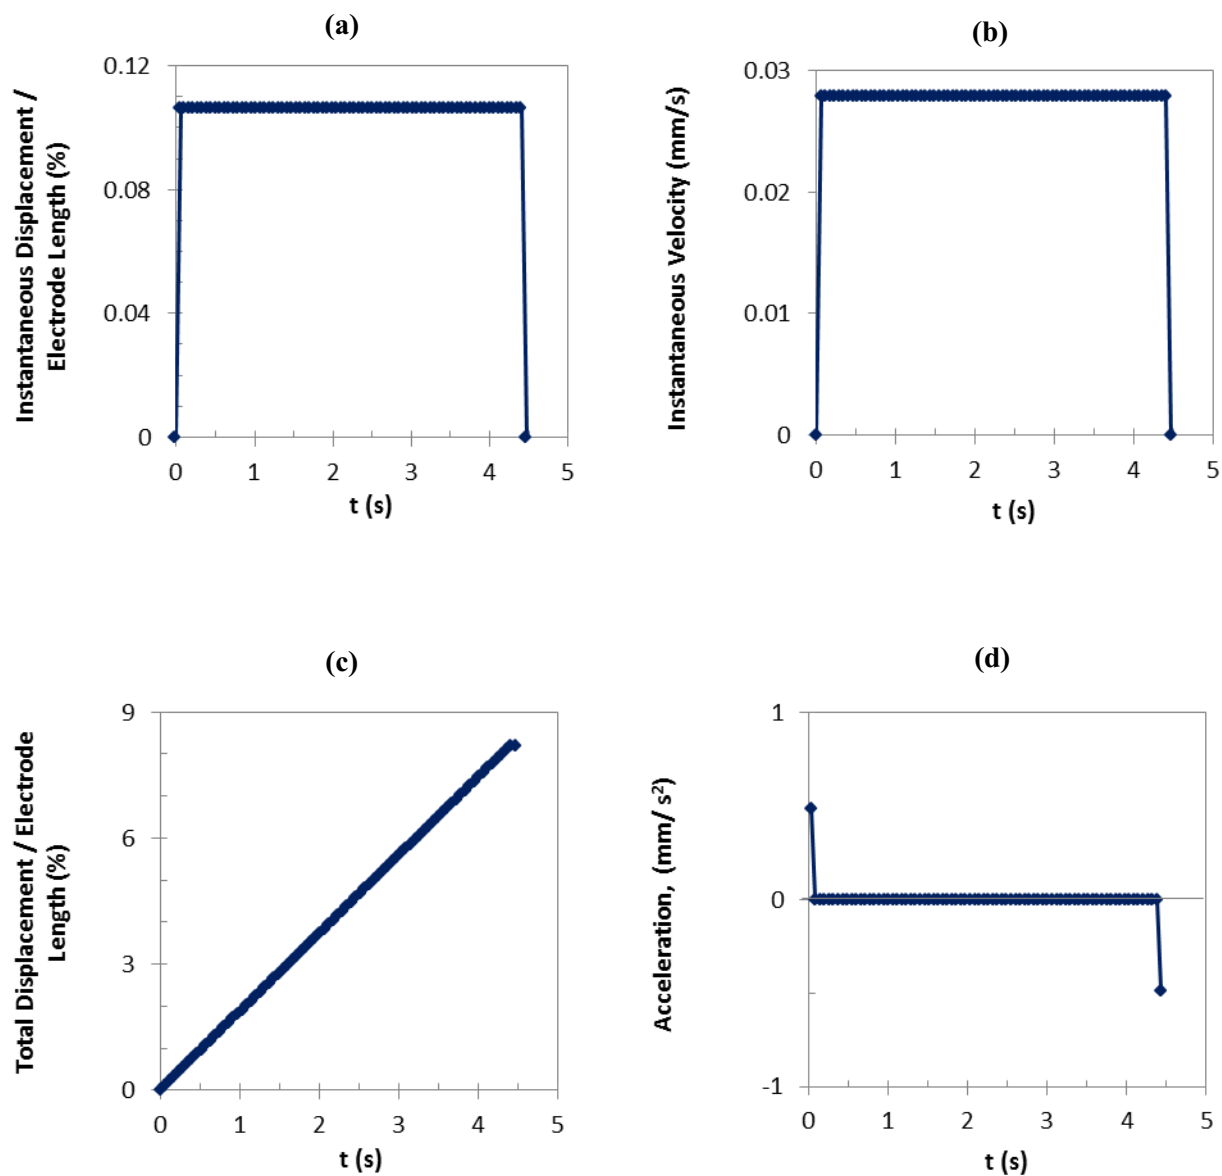 (a)
Instantaneous Displacement /
Electrode Length (%)
0.12
0.08
0.04
0
0 1 2 3 4 5
t (s)
(b)
Instantaneous Velocity (mm/s)
0.03
0.02
0.01
0
0 1 2 3 4 5
t (s)
(c)
Total Displacement / Electrode
Length (%)
9
6
3
0
0 1 2 3 4 5
t (s)
(d)
Acceleration, (mm/ s²)
1
0
-1
0 1 2 3 4 5
t (s)